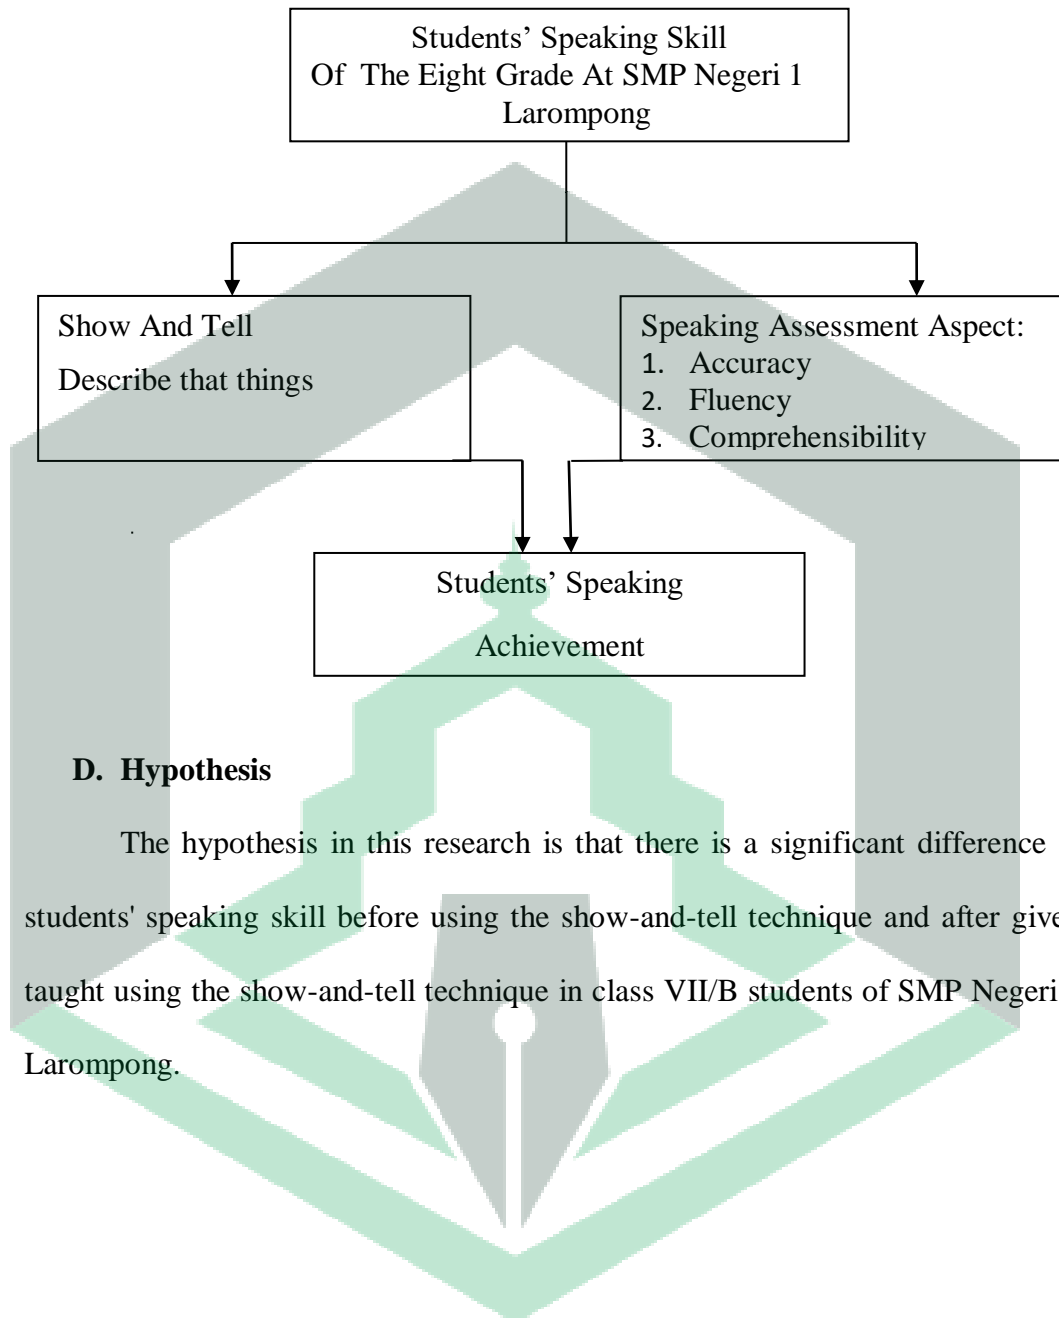 Students’ Speaking Skill
Of The Eight Grade At SMP Negeri 1
Larompong
Show And Tell
Describe that things
Speaking Assessment Aspect:
1. Accuracy
2. Fluency
3. Comprehensibility
.
Students’ Speaking
Achievement
D. Hypothesis
The hypothesis in this research is that there is a significant difference
students' speaking skill before using the show-and-tell technique and after give
taught using the show-and-tell technique in class VII/B students of SMP Negeri
Larompong.